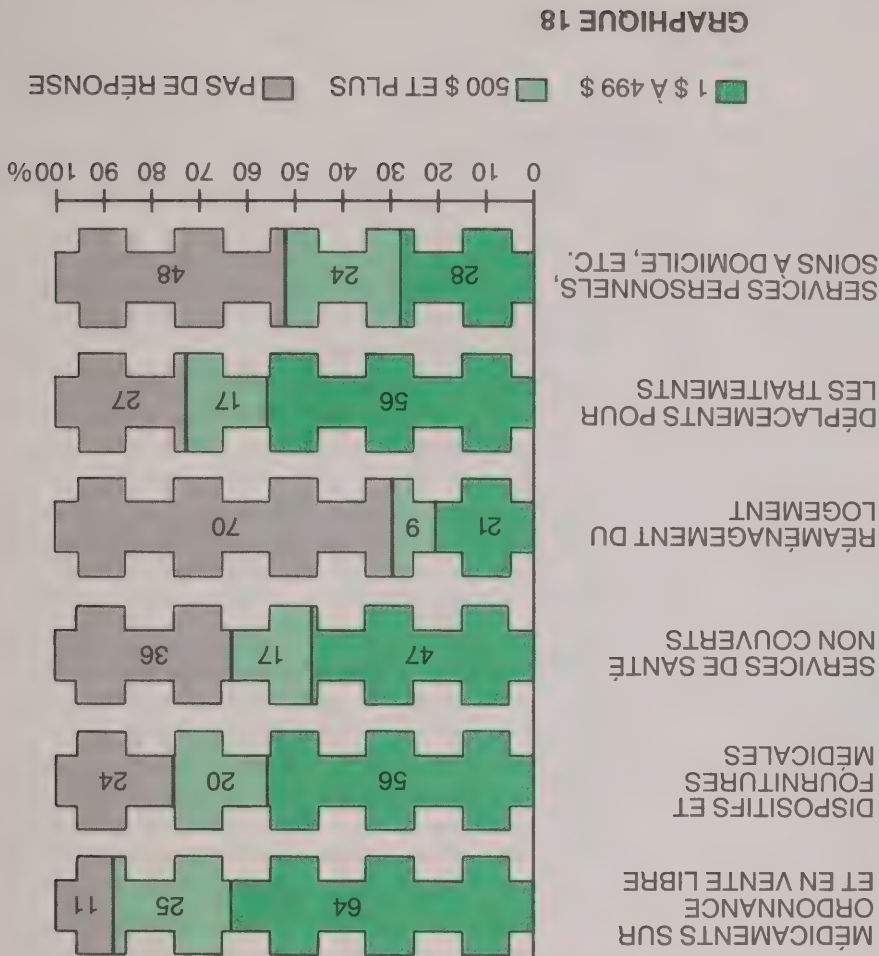 MÉDICAMENTS SUR
ORDONNANCE
ET EN VENTE LIBRE
64 25 11
DISPOSITIFS ET
FOURNITURES
MÉDICALES
56 20 24
SERVICES DE SANTÉ
NON COUVERTS
47 17 36
RÉAMÉNAGEMENT DU
LOGEMENT
21 9 70
DÉPLACEMENTS POUR
LES TRAITEMENTS
56 17 27
SERVICES PERSONNELS,
SOINS À DOMICILE, ETC.
28 24 48
0 10 20 30 40 50 60 70 80 90 100%
1 $ À 499 $ 500 $ ET PLUS PAS DE RÉPONSE
GRAPHIQUE 18